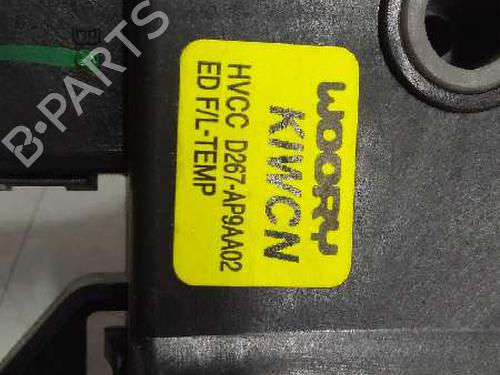 WOORY
KIWCN
HVCC D267-AP9AA02
ED F/L-TEMP
B-PARTS